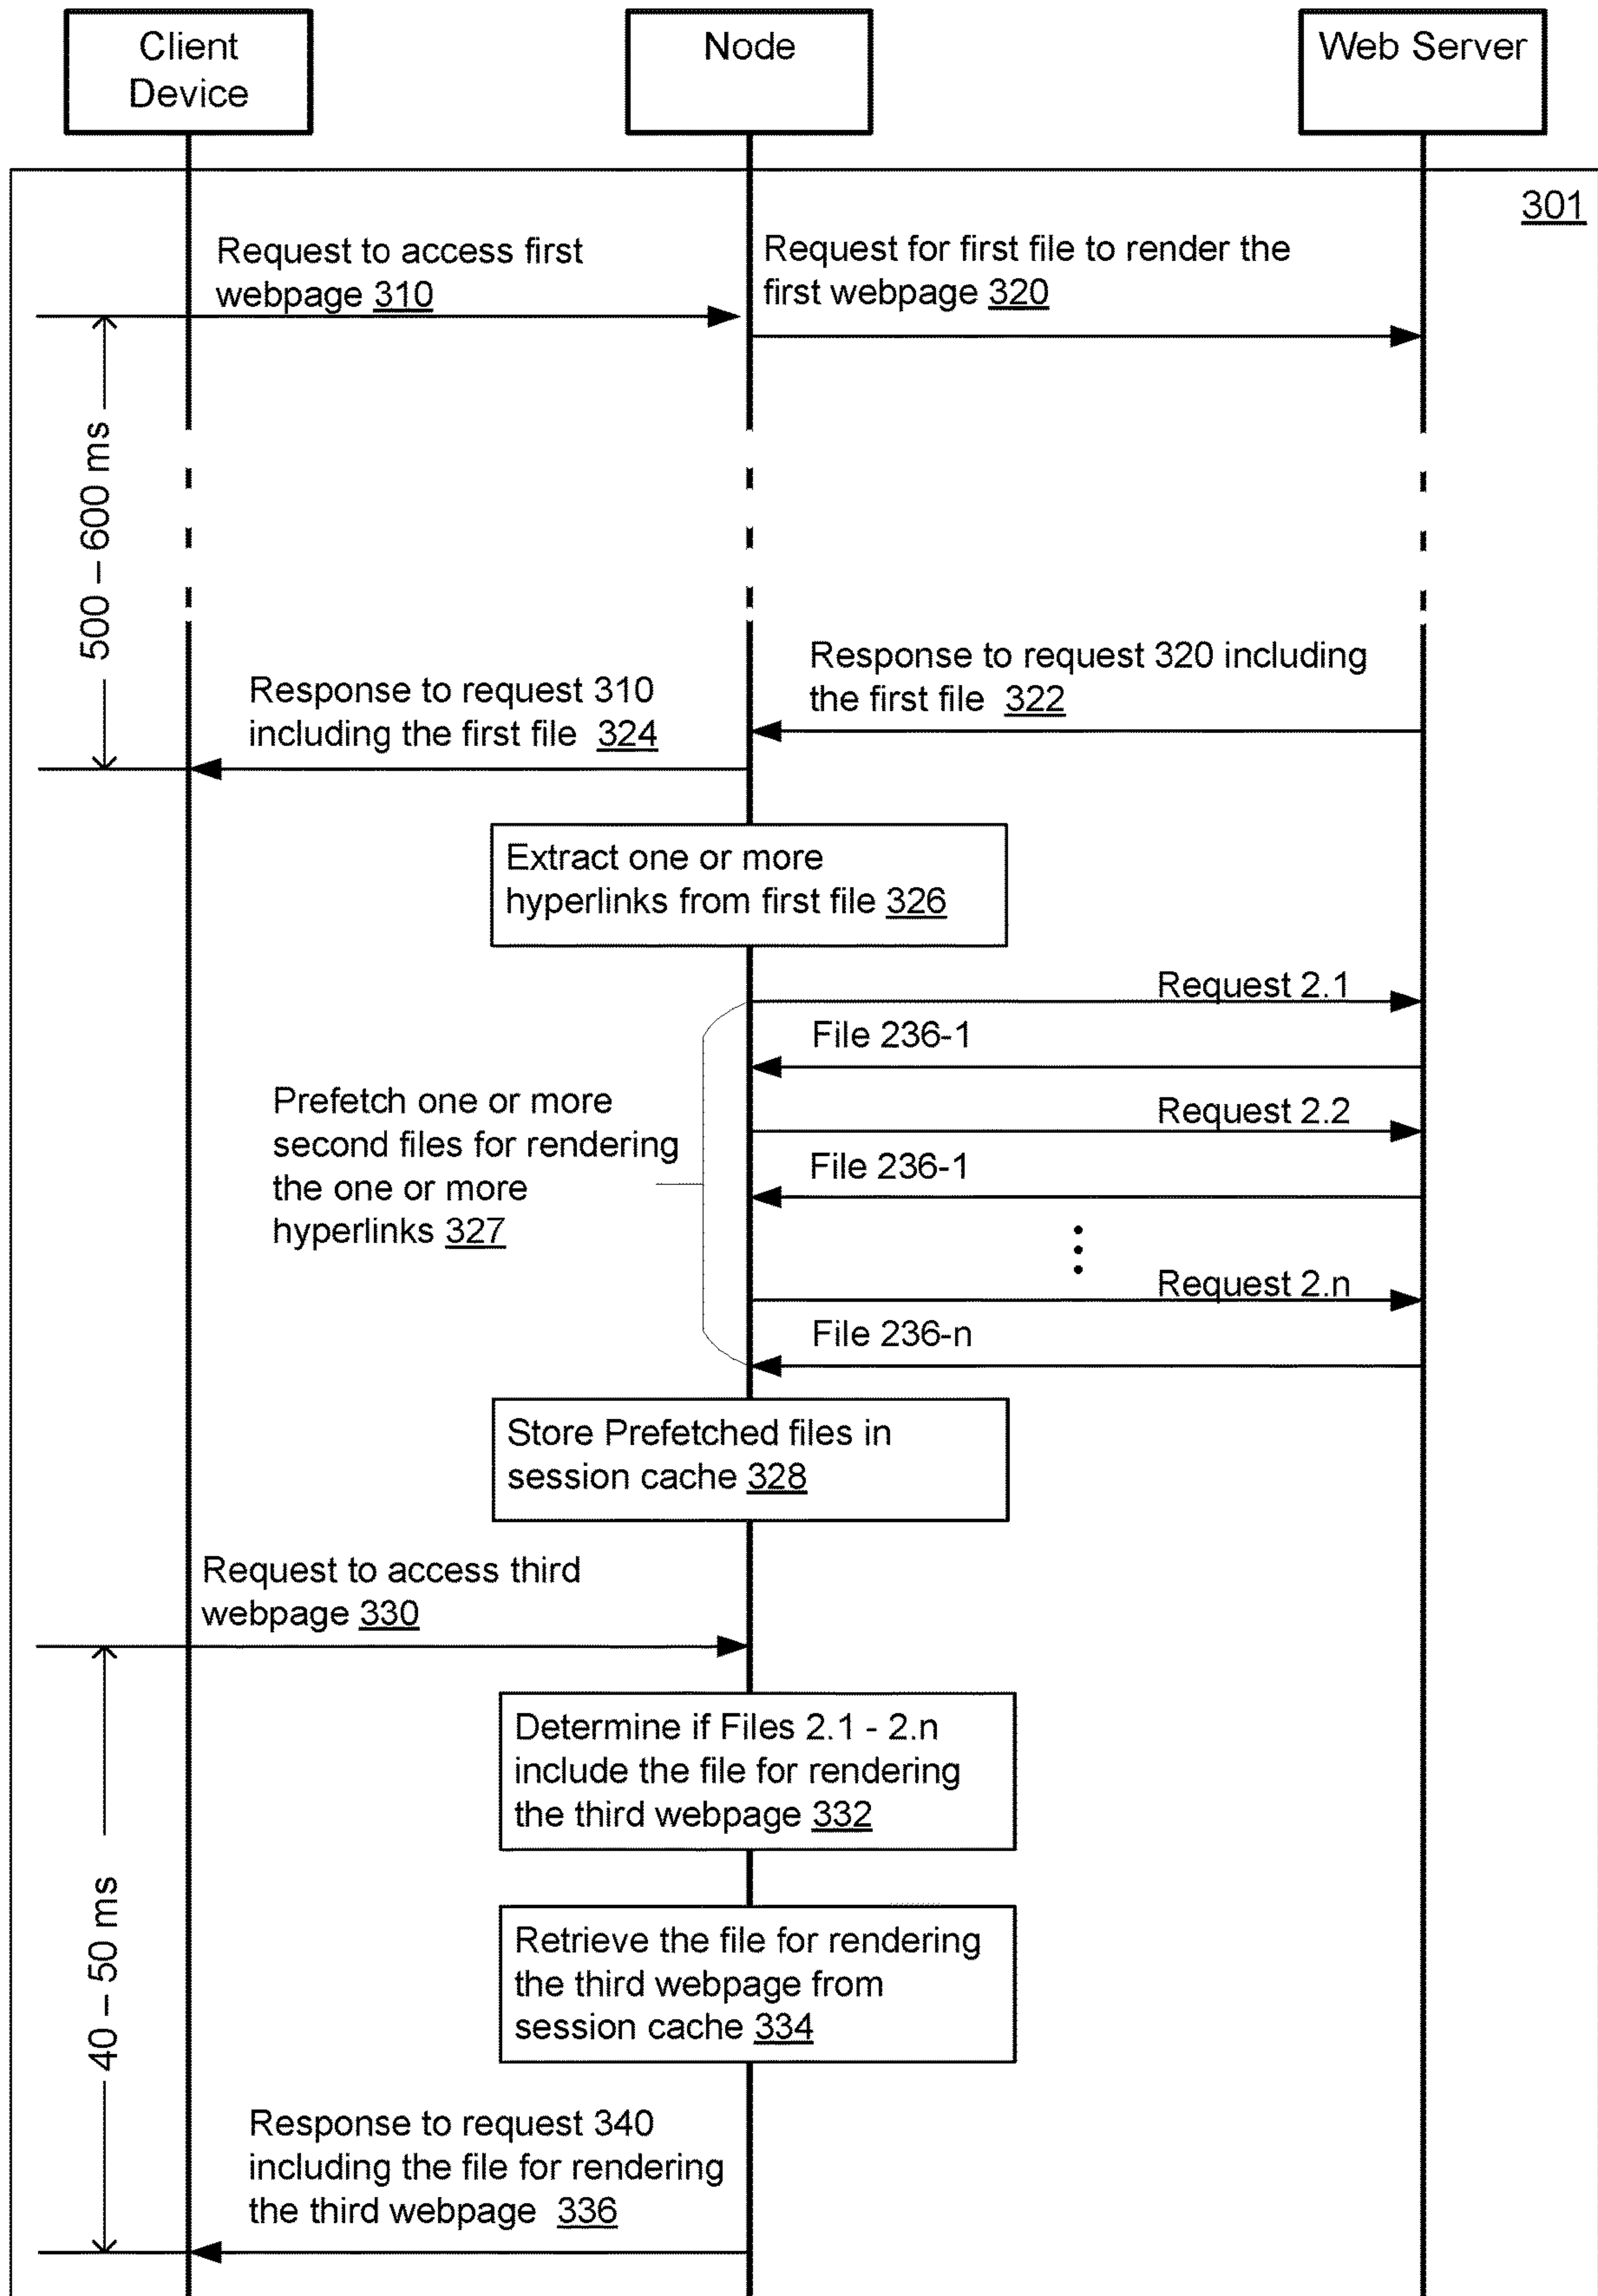 Client
Device
Node
Web Server
301
Request to access first
webpage 310
Request for first file to render the
first webpage 320
500 – 600 ms
Response to request 320 including
the first file 322
Response to request 310
including the first file 324
Extract one or more
hyperlinks from first file 326
Request 2.1
File 236-1
Prefetch one or more
second files for rendering
the one or more
hyperlinks 327
Request 2.2
File 236-1
Request 2.n
File 236-n
Store Prefetched files in
session cache 328
Request to access third
webpage 330
Determine if Files 2.1 - 2.n
include the file for rendering
the third webpage 332
40 – 50 ms
Retrieve the file for rendering
the third webpage from
session cache 334
Response to request 340
including the file for rendering
the third webpage 336